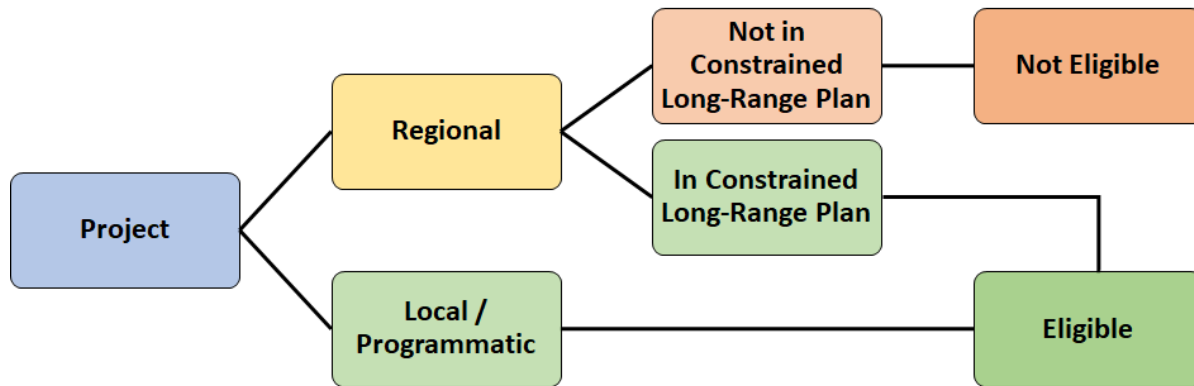 Not in
Constrained
Long-Range Plan
Not Eligible
Regional
In Constrained
Long-Range Plan
Project
Local /
Programmatic
Eligible